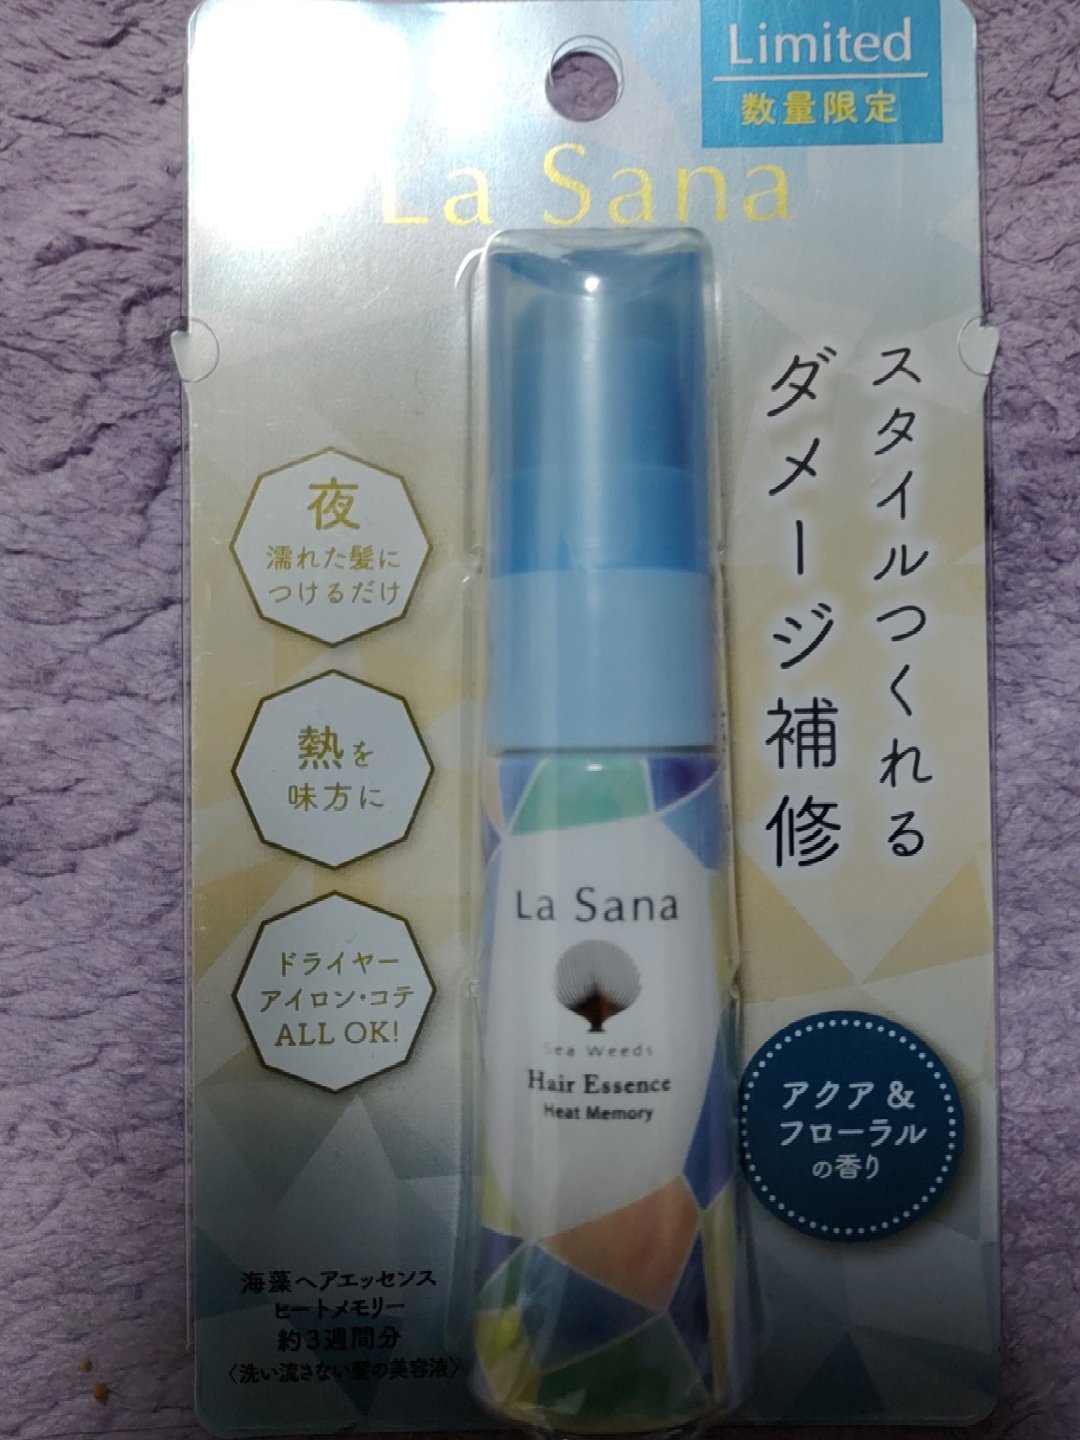 Limited
数量限定
La Sana
スタイルつくれる
ダメージ補修
夜
濡れた髪に
つけるだけ
熱を
味方に
ドライヤー
アイロン・コテ
ALL OK!
La Sana
Sea Weeds
Hair Essence
Heat Memory
アクア&
フローラル
の香り
海藻ヘアエッセンス
ヒートメモリー
約3週間分
〈洗い流さない髪の美容液〉